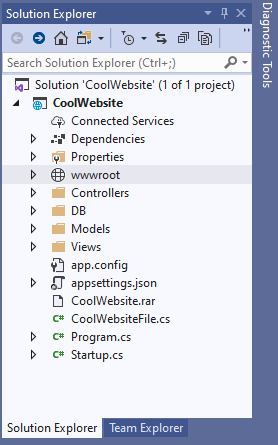 Solution Explorer
Search Solution Explorer (Ctrl+;)
Solution 'CoolWebsite' (1 of 1 project)
CoolWebsite
Connected Services
Dependencies
Properties
wwwroot
Controllers
DB
Models
Views
app.config
appsettings.json
CoolWebsite.rar
C# CoolWebsiteFile.cs
C# Program.cs
C# Startup.cs
Solution Explorer Team Explorer
Diagnostic Tools